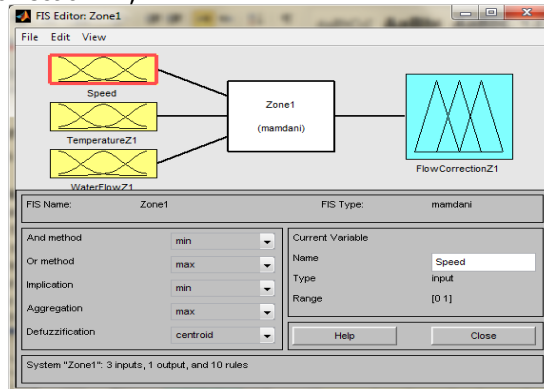 FIS Editor: Zone1
File Edit View
Speed
Zone1
(mamdani)
TemperatureZ1
WaterFlowZ1
FlowCorrectionZ1
FIS Name: Zone1 FIS Type: mamdani
And method min
Or method max
Implication min
Aggregation max
Defuzzification centroid
Current Variable
Name Speed
Type input
Range [0 1]
Help Close
System "Zone1": 3 inputs, 1 output, and 10 rules